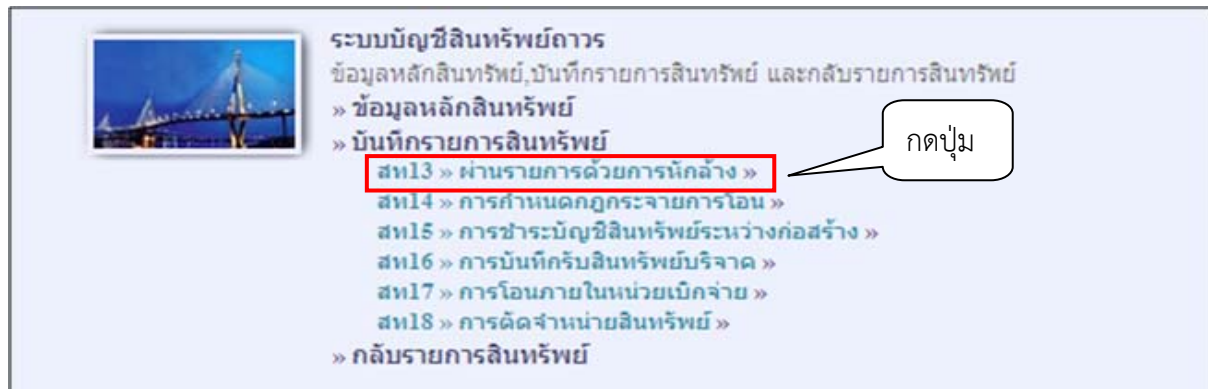 ระบบบัญชีสินทรัพย์ถาวร
ข้อมูลหลักสินทรัพย์,บันทึกรายการสินทรัพย์ และกลับรายการสินทรัพย์
» ข้อมูลหลักสินทรัพย์
» บันทึกรายการสินทรัพย์
กดปุ่ม
สท13 » ผ่านรายการด้วยการหักล้าง »
สท14 » การกำหนดกฎกระจายการโอน »
สท15 » การชำระบัญชีสินทรัพย์ระหว่างก่อสร้าง »
สท16 » การบันทึกรับสินทรัพย์บริจาค »
สท17 » การโอนภายในหน่วยเบิกจ่าย »
สท18 » การตัดจำหน่ายสินทรัพย์ »
» กลับรายการสินทรัพย์